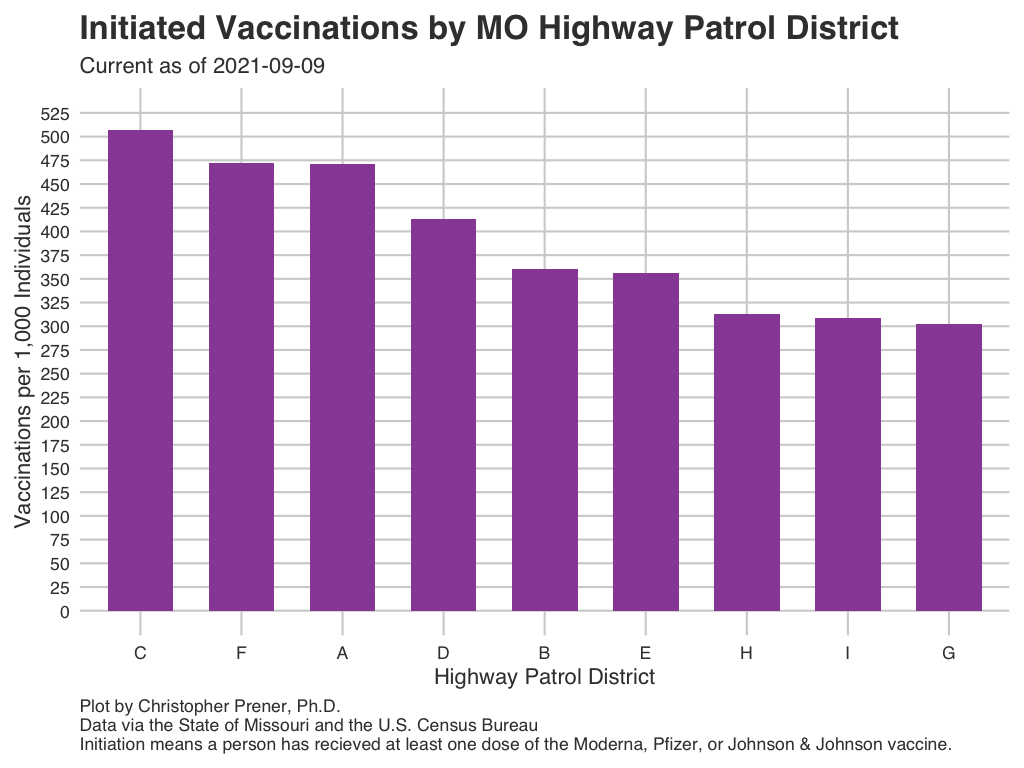 Initiated Vaccinations by MO Highway Patrol District
Current as of 2021-09-09
Vaccinations per 1,000 Individuals
525
500
475
450
425
400
375
350
325
300
275
250
225
200
175
150
125
100
75
50
25
0
C F A D B E H I G
Highway Patrol District
Plot by Christopher Prener, Ph.D.
Data via the State of Missouri and the U.S. Census Bureau
Initiation means a person has recieved at least one dose of the Moderna, Pfizer, or Johnson & Johnson vaccine.